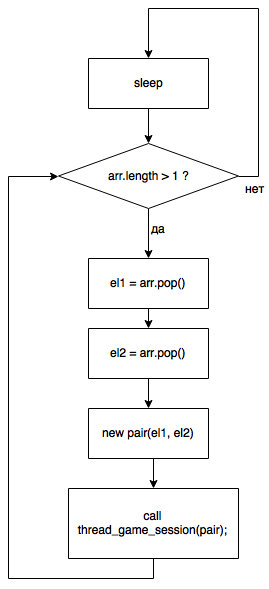 sleep
arr.length > 1 ?
нет
да
el1 = arr.pop()
el2 = arr.pop()
new pair(el1, el2)
call
thread_game_session(pair);